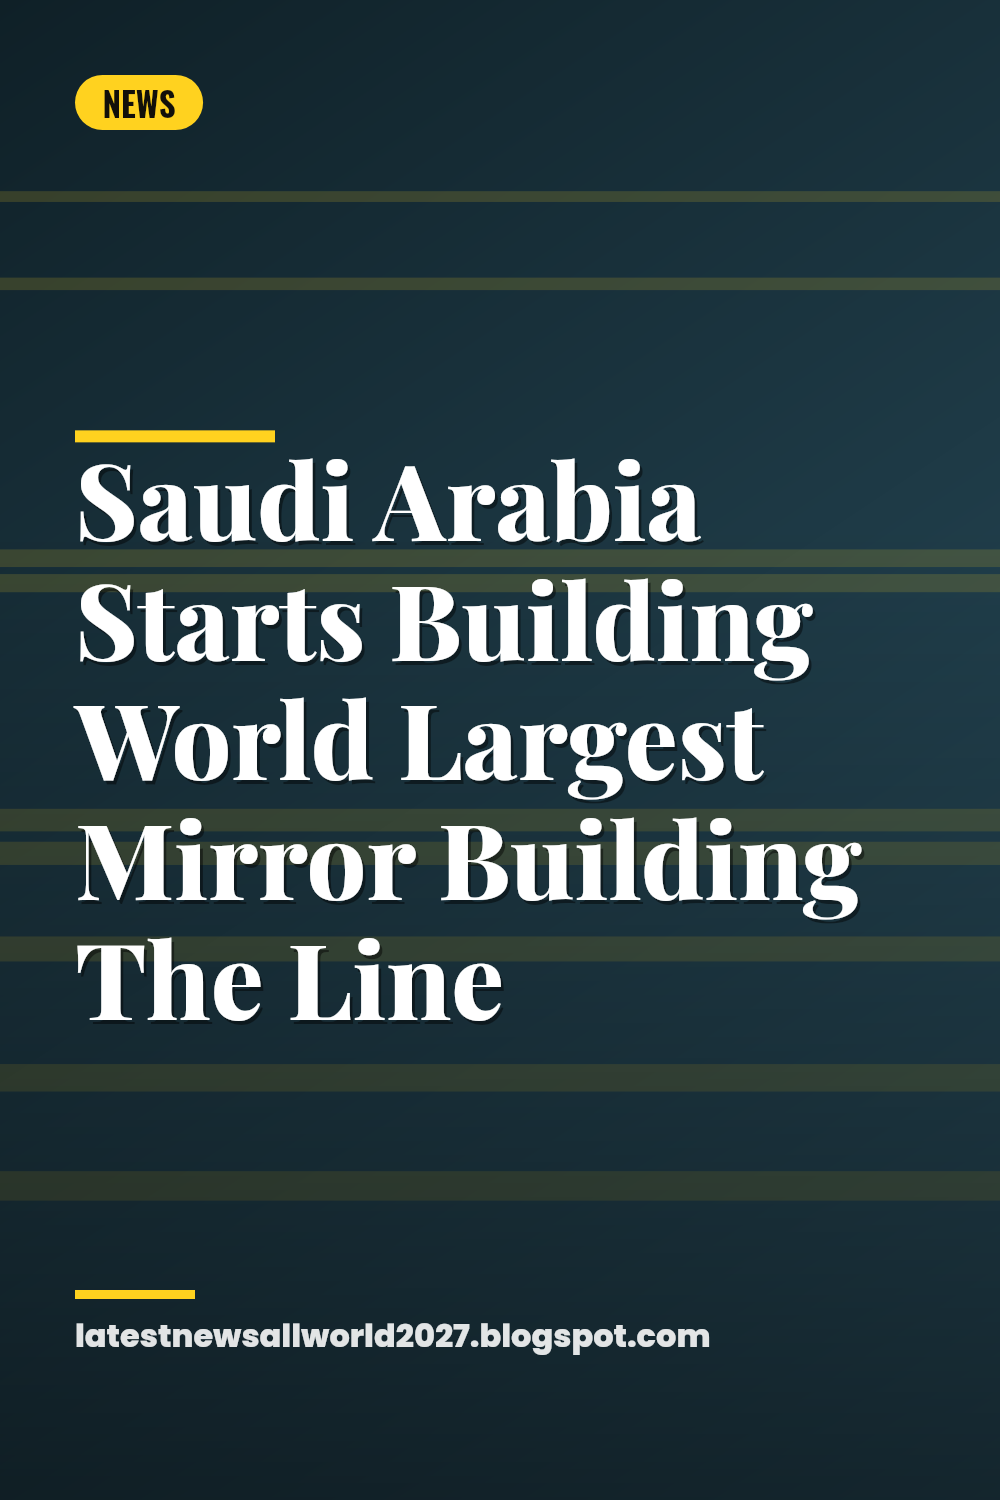 NEWS
Saudi Arabia
Starts Building
World Largest
Mirror Building
The Line
latestnewsallworld2027.blogspot.com